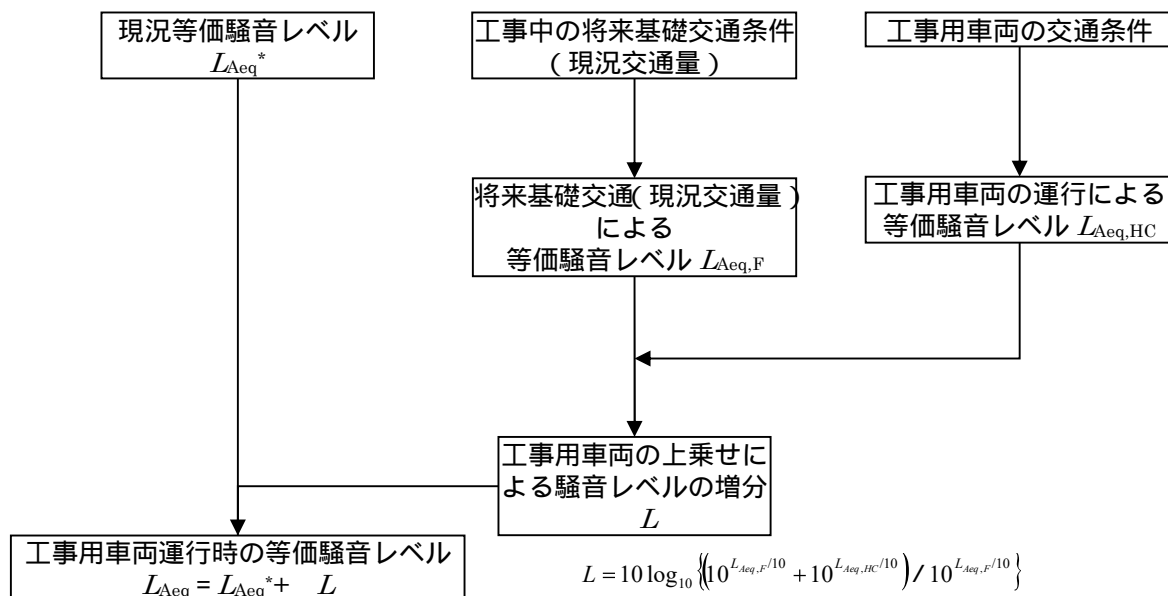 現況等価騒音レベル
LAeq*
工事中の将来基礎交通条件
(現況交通量)
工事用車両の交通条件
将来基礎交通(現況交通量)
による
等価騒音レベル LAeq,F
工事用車両の運行による
等価騒音レベル LAeq,HC
工事用車両の上乗せに
よる騒音レベルの増分
L
工事用車両運行時の等価騒音レベル
LAeq = LAeq*+ L
L = 10 log10 {(10^LAeq,F/10 + 10^LAeq,HC/10) / 10^LAeq,F/10}